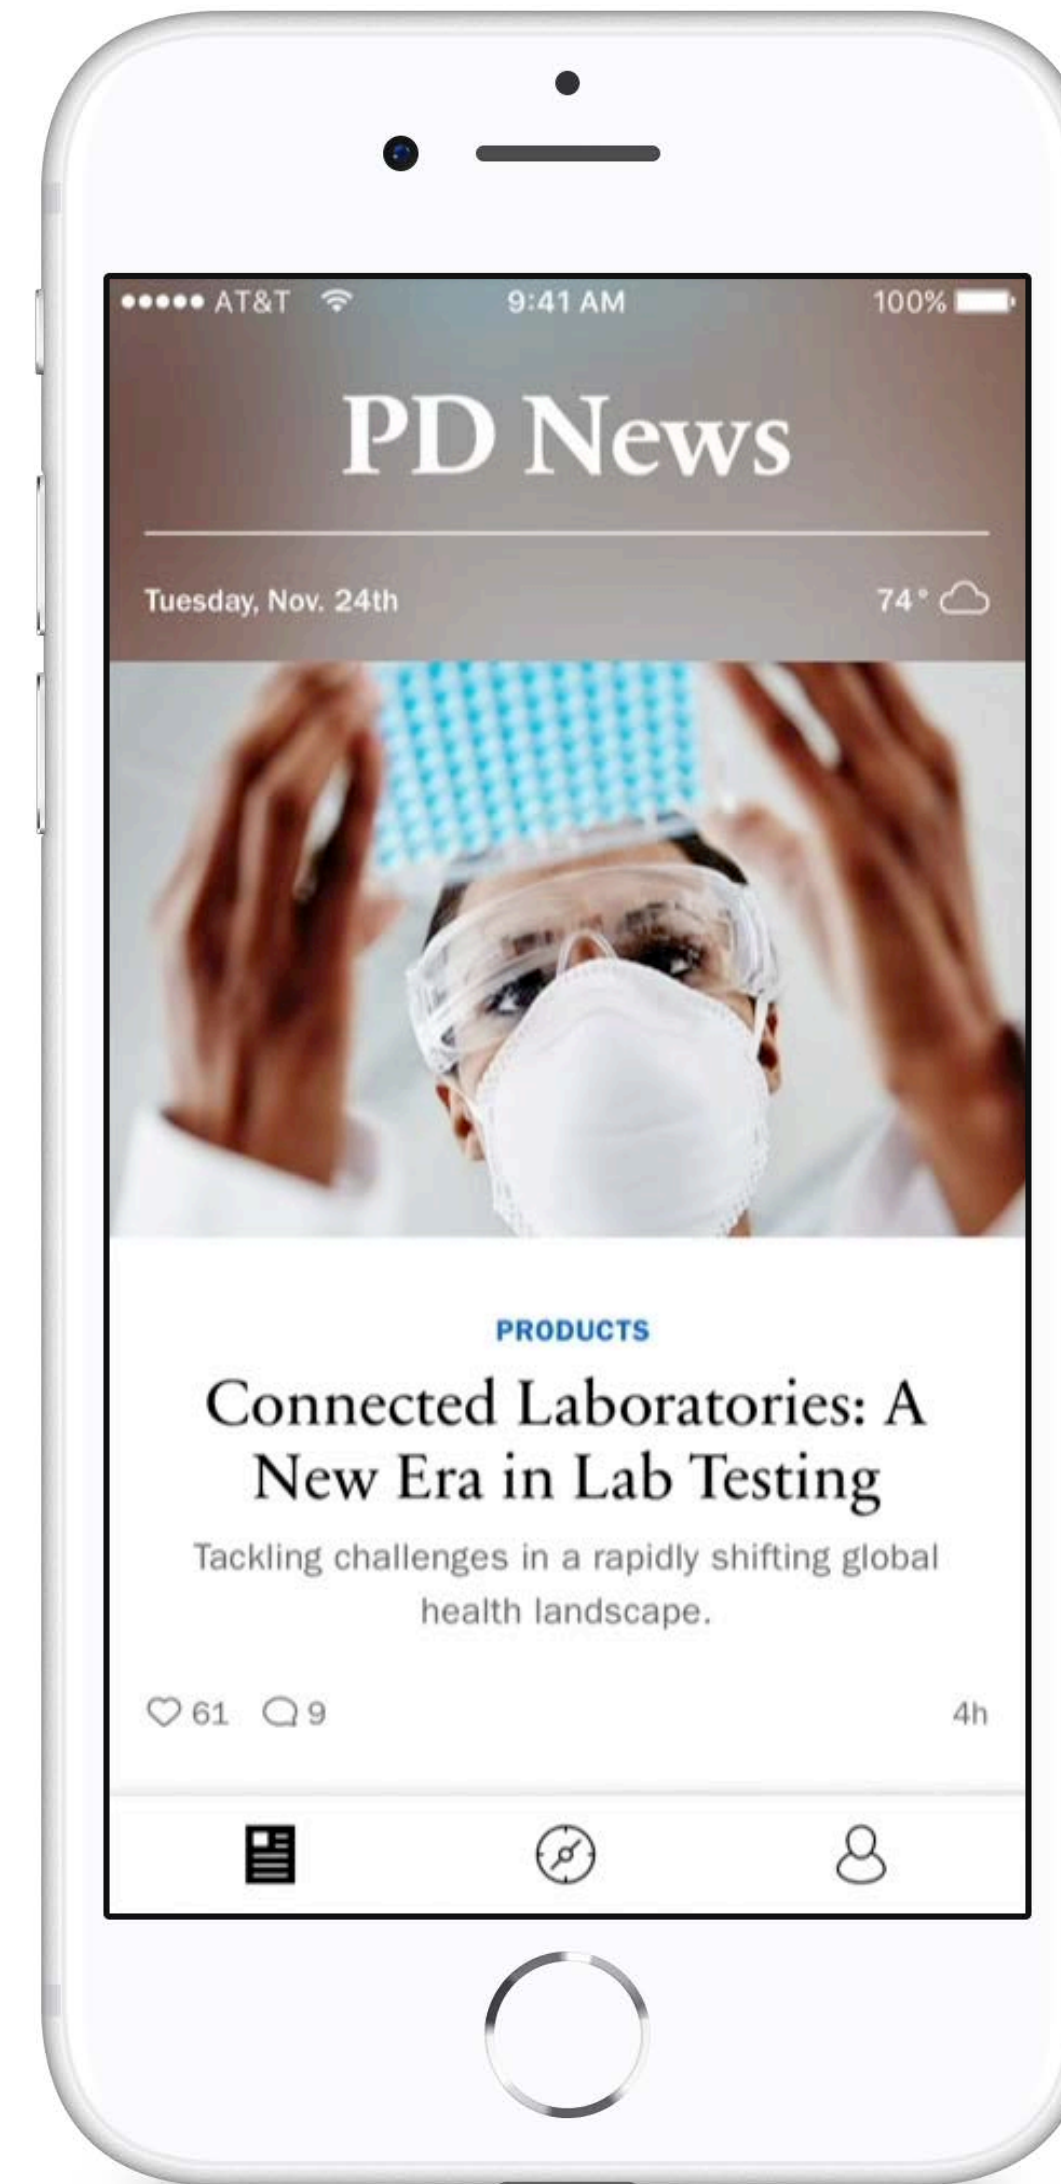 AT&T 9:41 AM 100%
PD News
Tuesday, Nov. 24th 74°
PRODUCTS
Connected Laboratories: A
New Era in Lab Testing
Tackling challenges in a rapidly shifting global
health landscape.
61 9 4h